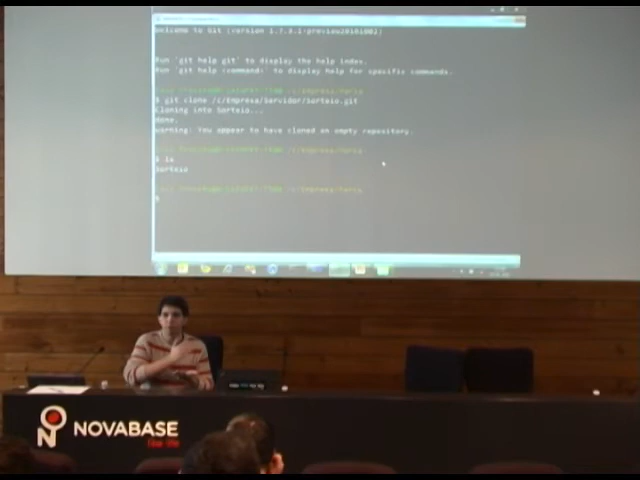 Welcome to Git (version 1.7.3.1-preview20101002)
Run 'git help git' to display the help index.
Run 'git help <command>' to display help for specific commands.
$ git clone /c/Empresa/Servidor/Sorteio.git
Cloning into Sorteio...
done.
warning: You appear to have cloned an empty repository.
$ ls
Sorteio
$
NOVABASE